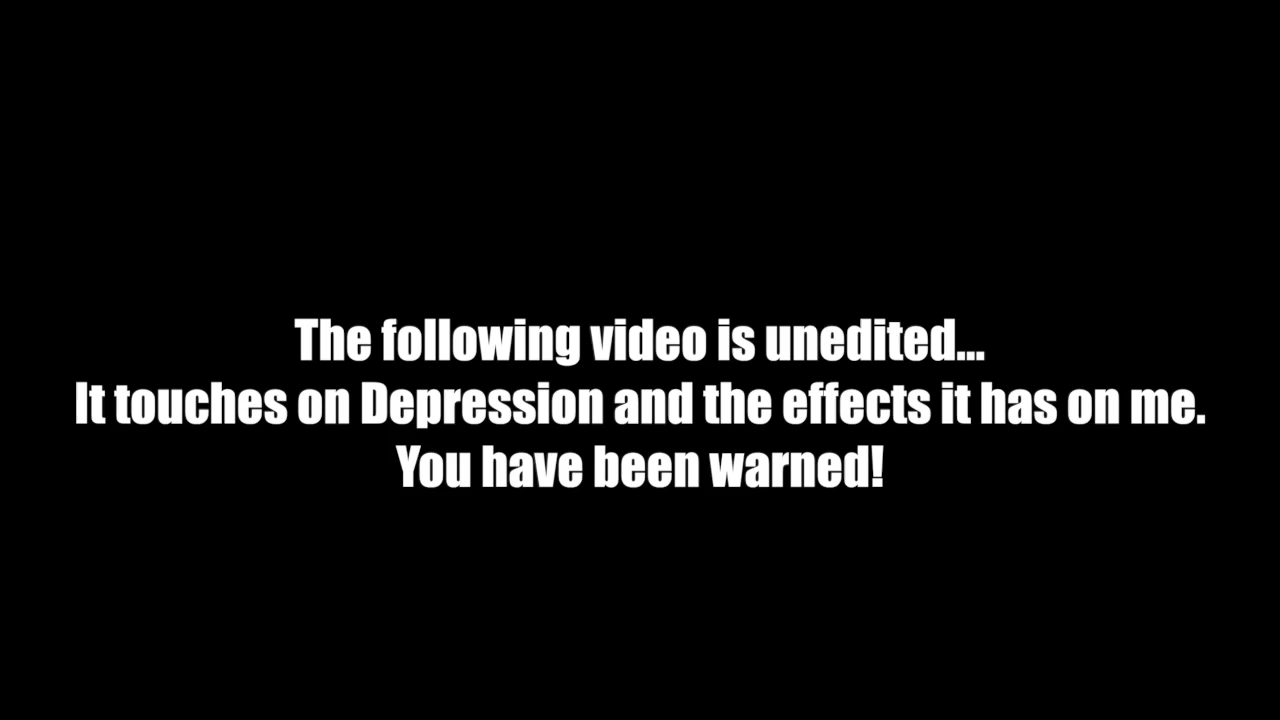 The following video is unedited...
It touches on Depression and the effects it has on me.
You have been warned!